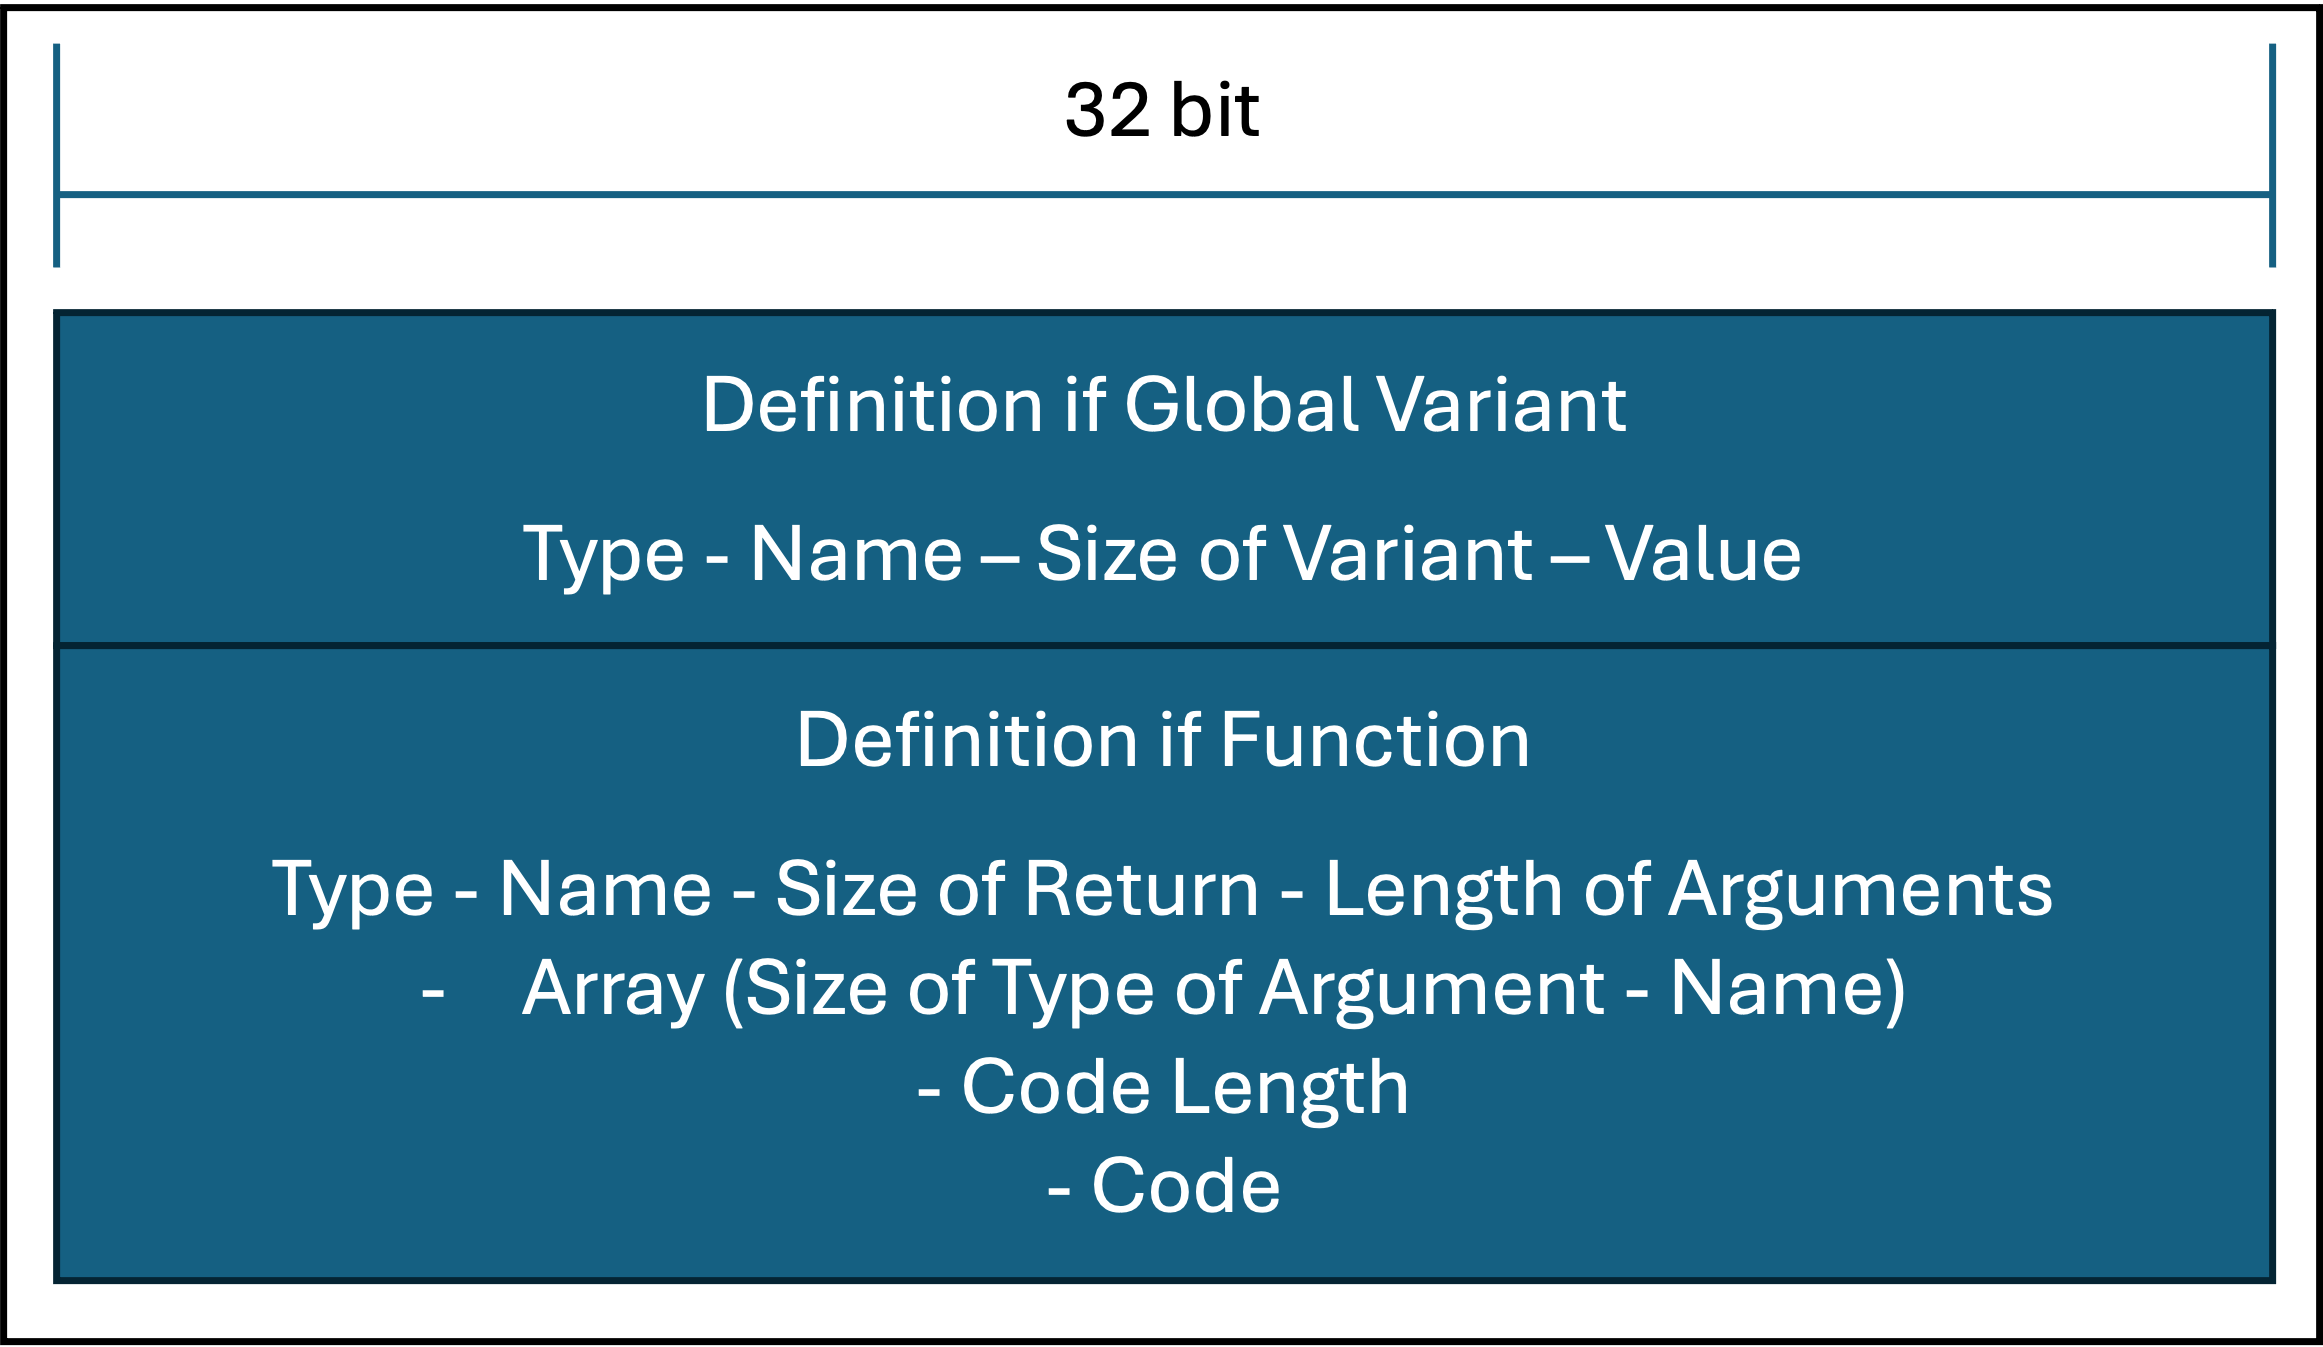 32 bit
Definition if Global Variant
Type - Name – Size of Variant – Value
Definition if Function
Type - Name - Size of Return - Length of Arguments
- Array (Size of Type of Argument - Name)
- Code Length
- Code